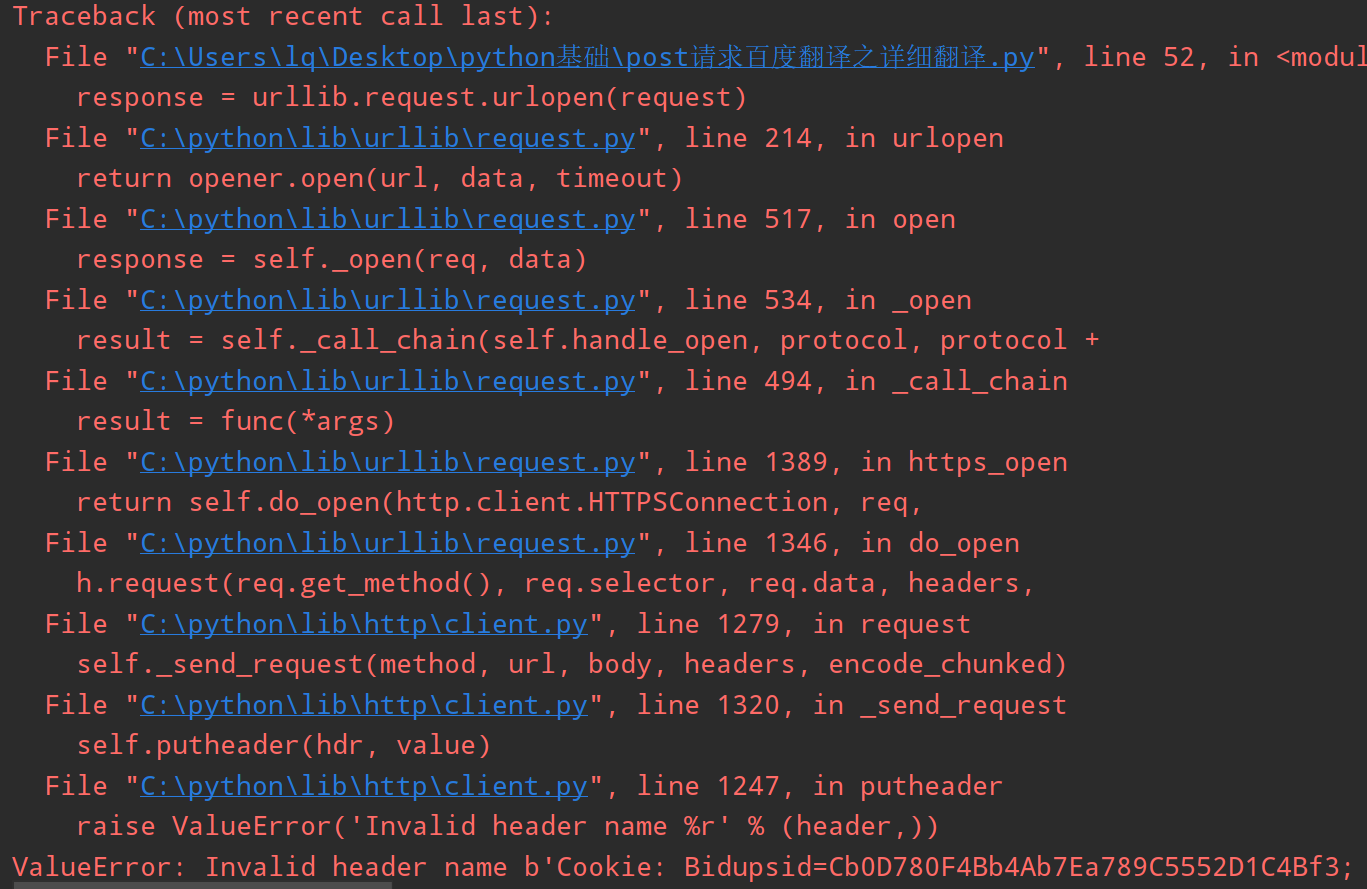 Traceback (most recent call last):
File "C:\Users\lq\Desktop\python基础\post请求百度翻译之详细翻译.py", line 52, in <modul
response = urllib.request.urlopen(request)
File "C:\python\lib\urllib\request.py", line 214, in urlopen
return opener.open(url, data, timeout)
File "C:\python\lib\urllib\request.py", line 517, in open
response = self._open(req, data)
File "C:\python\lib\urllib\request.py", line 534, in _open
result = self._call_chain(self.handle_open, protocol, protocol +
File "C:\python\lib\urllib\request.py", line 494, in _call_chain
result = func(*args)
File "C:\python\lib\urllib\request.py", line 1389, in https_open
return self.do_open(http.client.HTTPSConnection, req,
File "C:\python\lib\urllib\request.py", line 1346, in do_open
h.request(req.get_method(), req.selector, req.data, headers,
File "C:\python\lib\http\client.py", line 1279, in request
self._send_request(method, url, body, headers, encode_chunked)
File "C:\python\lib\http\client.py", line 1320, in _send_request
self.putheader(hdr, value)
File "C:\python\lib\http\client.py", line 1247, in putheader
raise ValueError('Invalid header name %r' % (header,))
ValueError: Invalid header name b'Cookie: Bidupsid=Cb0D780F4Bb4Ab7Ea789C5552D1C4Bf3;